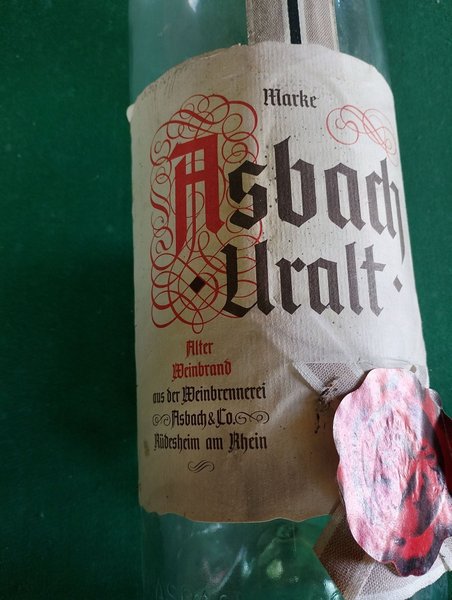 Marke
Asbach
· Uralt ·
Alter
Weinbrand
aus der Weinbrennerei
Asbach & Co.
Rüdesheim am Rhein